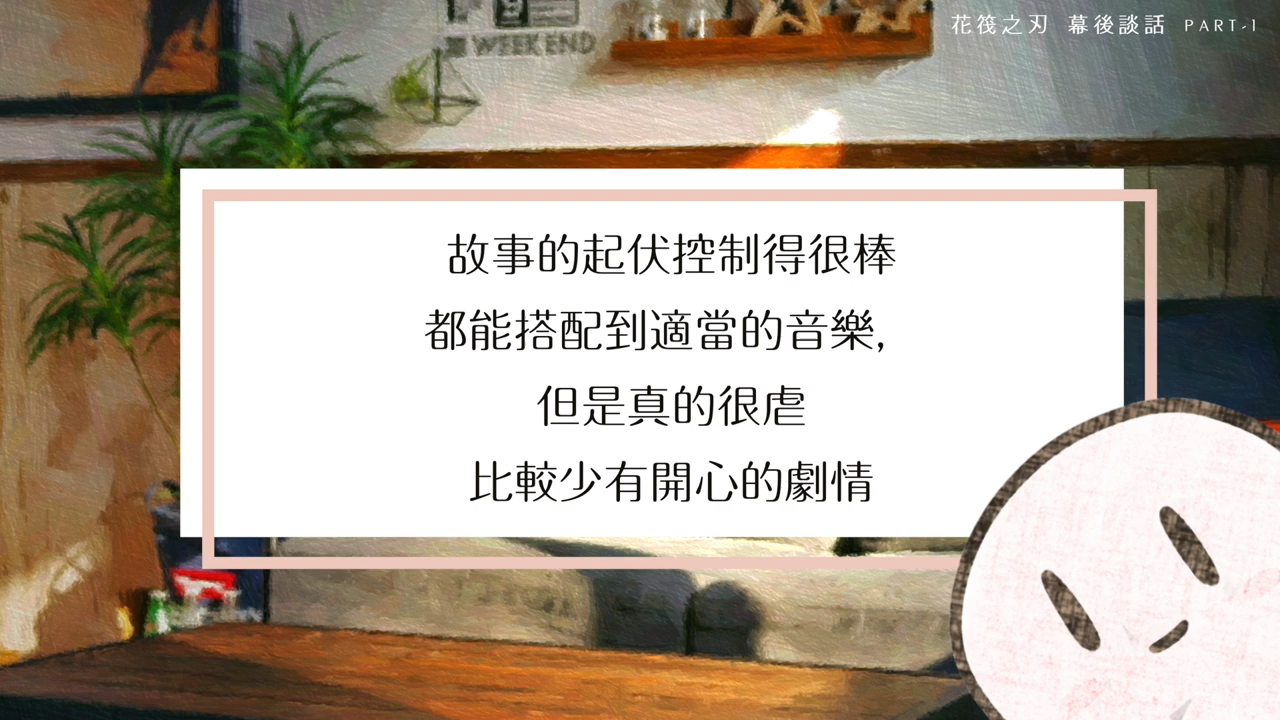 花筏之刃 幕後談話 PART-1
WEEKEND
故事的起伏控制得很棒
都能搭配到適當的音樂,
但是真的很虐
比較少有開心的劇情